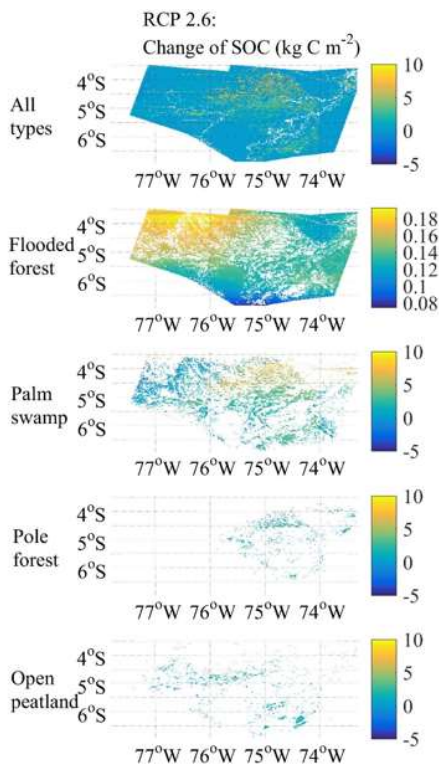 RCP 2.6:
Change of SOC (kg C m⁻²)
All types
4°S
5°S
6°S
77°W 76°W 75°W 74°W
10
5
0
-5
Flooded forest
4°S
5°S
6°S
77°W 76°W 75°W 74°W
0.18
0.16
0.14
0.12
0.1
0.08
Palm swamp
4°S
5°S
6°S
77°W 76°W 75°W 74°W
10
5
0
-5
Pole forest
4°S
5°S
6°S
77°W 76°W 75°W 74°W
10
5
0
-5
Open peatland
4°S
5°S
6°S
77°W 76°W 75°W 74°W
10
5
0
-5